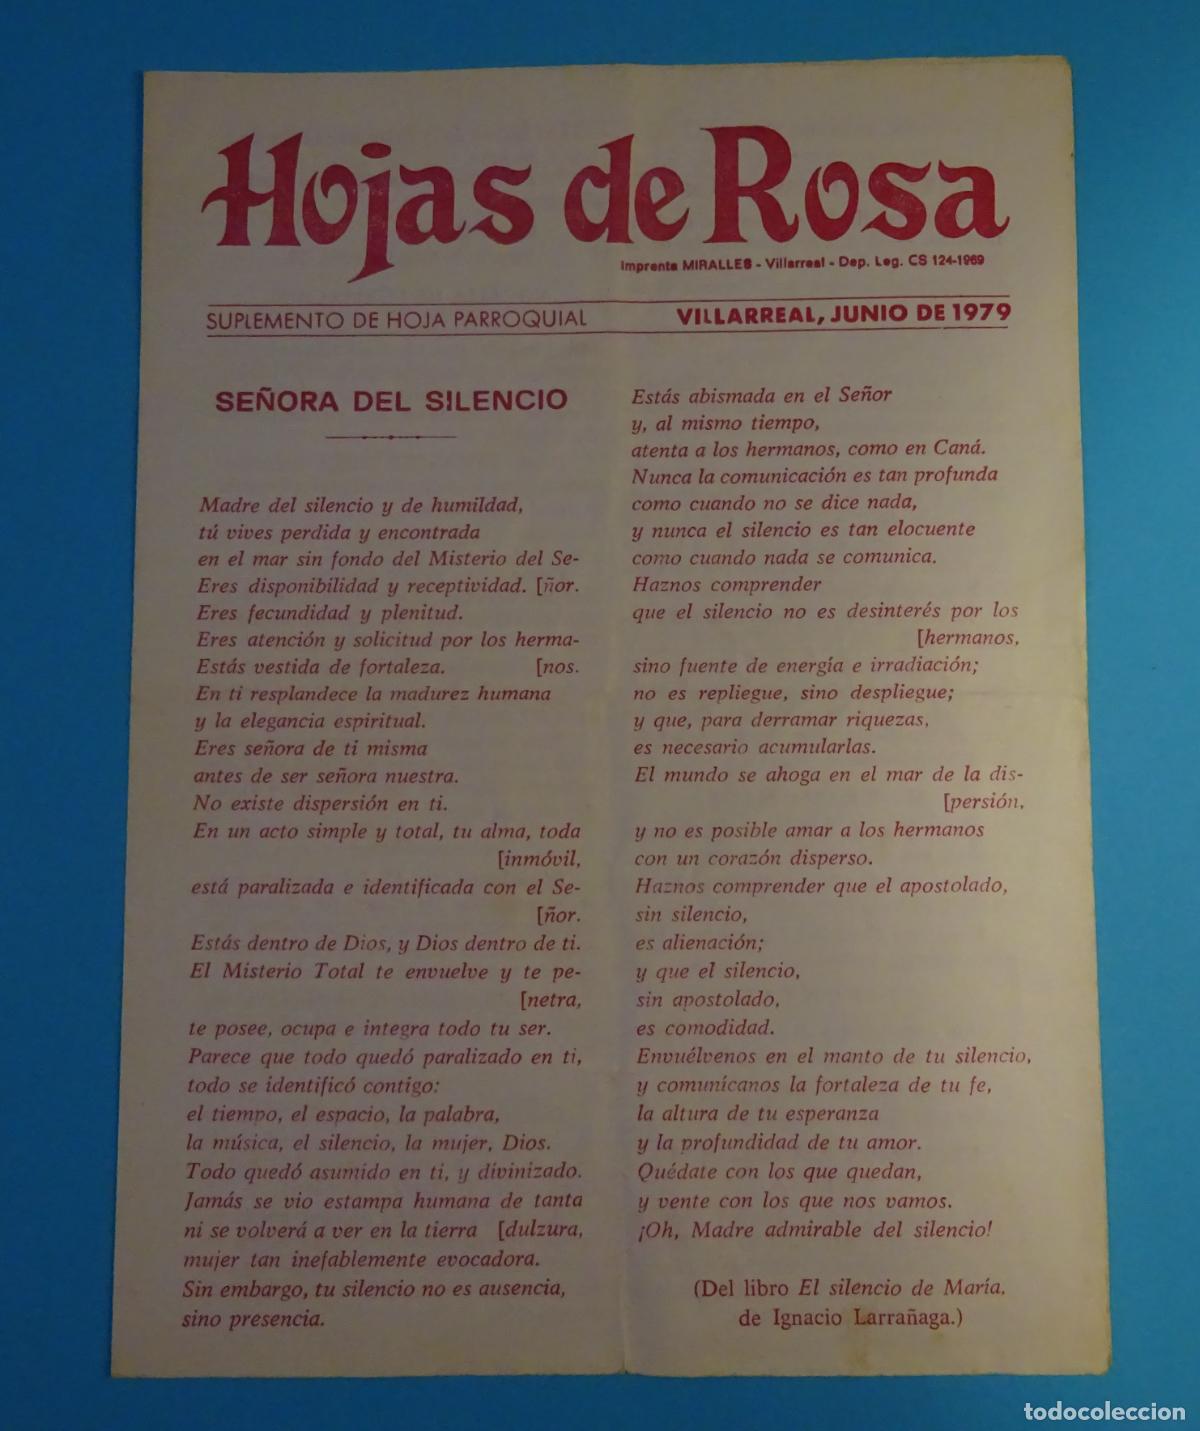 Hojas de Rosa
Imprenta MIRALLES - Villarreal - Dep. Leg. CS 124-1969
SUPLEMENTO DE HOJA PARROQUIAL
VILLARREAL, JUNIO DE 1979
SEÑORA DEL SILENCIO
Madre del silencio y de humildad,
tú vives perdida y encontrada
en el mar sin fondo del Misterio del Se-
Eres disponibilidad y receptividad. [ñor.
Eres fecundidad y plenitud.
Eres atención y solicitud por los herma-
Estás vestida de fortaleza. [nos.
En ti resplandece la madurez humana
y la elegancia espiritual.
Eres señora de ti misma
antes de ser señora nuestra.
No existe dispersión en ti.
En un acto simple y total, tu alma, toda
[inmóvil,
está paralizada e identificada con el Se-
[ñor.
Estás dentro de Dios, y Dios dentro de ti.
El Misterio Total te envuelve y te pe-
[netra,
te posee, ocupa e integra todo tu ser.
Parece que todo quedó paralizado en ti,
todo se identificó contigo:
el tiempo, el espacio, la palabra,
la música, el silencio, la mujer, Dios.
Todo quedó asumido en ti, y divinizado.
Jamás se vio estampa humana de tanta
ni se volverá a ver en la tierra [dulzura,
mujer tan inefablemente evocadora.
Sin embargo, tu silencio no es ausencia,
sino presencia.
Estás abismada en el Señor
y, al mismo tiempo,
atenta a los hermanos, como en Caná.
Nunca la comunicación es tan profunda
como cuando no se dice nada,
y nunca el silencio es tan elocuente
como cuando nada se comunica.
Haznos comprender
que el silencio no es desinterés por los
[hermanos,
sino fuente de energía e irradiación;
no es repliegue, sino despliegue;
y que, para derramar riquezas,
es necesario acumularlas.
El mundo se ahoga en el mar de la dis-
[persión,
y no es posible amar a los hermanos
con un corazón disperso.
Haznos comprender que el apostolado,
sin silencio,
es alienación;
y que el silencio,
sin apostolado,
es comodidad.
Envuélvenos en el manto de tu silencio,
y comunícanos la fortaleza de tu fe,
la altura de tu esperanza
y la profundidad de tu amor.
Quédate con los que quedan,
y vente con los que nos vamos.
¡Oh, Madre admirable del silencio!
(Del libro El silencio de María,
de Ignacio Larrañaga.)
todocoleccion